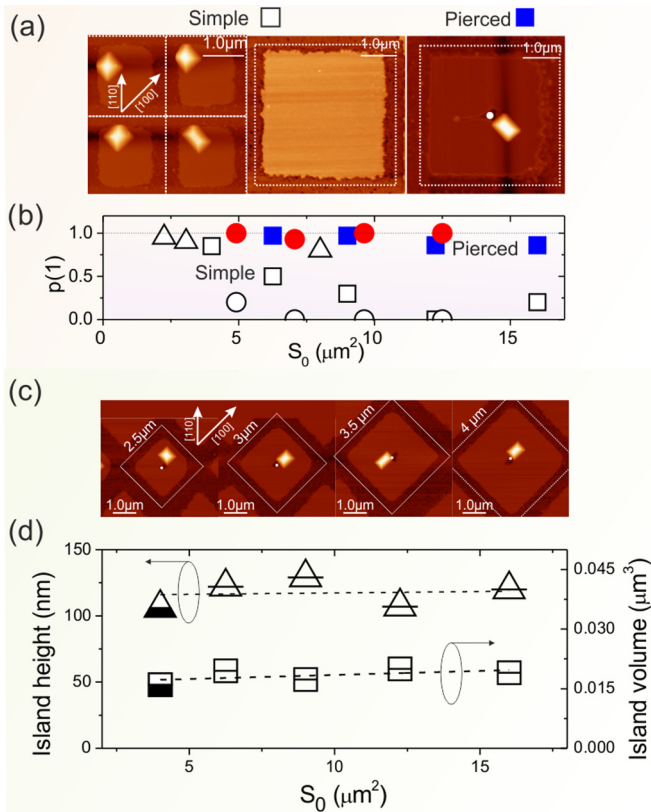 Simple Pierced
(a)
1.0μm 1.0μm 1.0μm
[110] [100]
(b)
1.0
0.5
0.0
p(1)
Simple
Pierced
0 5 10 15
S0 (μm2)
(c)
[110] [100]
2.5μm 3μm 3.5μm 4 μm
1.0μm 1.0μm 1.0μm 1.0μm
(d)
150
100
50
0
Island height (nm)
0.045
0.030
0.015
0.000
Island volume (μm3)
5 10 15
S0 (μm2)